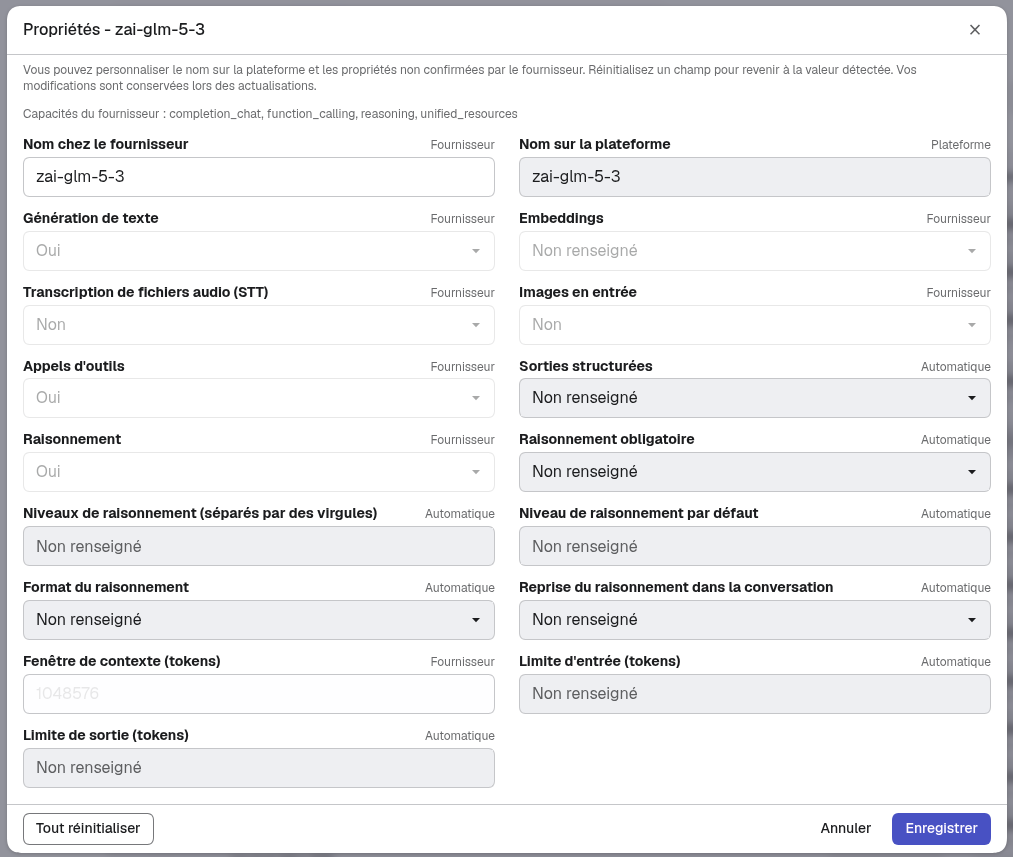 Propriétés - zai-glm-5-3
Vous pouvez personnaliser le nom sur la plateforme et les propriétés non confirmées par le fournisseur. Réinitialisez un champ pour revenir à la valeur détectée. Vos
modifications sont conservées lors des actualisations.
Capacités du fournisseur : completion_chat, function_calling, reasoning, unified_resources
Nom chez le fournisseur Fournisseur
zai-glm-5-3
Nom sur la plateforme Plateforme
zai-glm-5-3
Génération de texte Fournisseur
Oui
Embeddings Fournisseur
Non renseigné
Transcription de fichiers audio (STT) Fournisseur
Non
Images en entrée Fournisseur
Non
Appels d'outils Fournisseur
Oui
Sorties structurées Automatique
Non renseigné
Raisonnement Fournisseur
Oui
Raisonnement obligatoire Automatique
Non renseigné
Niveaux de raisonnement (séparés par des virgules) Automatique
Non renseigné
Niveau de raisonnement par défaut Automatique
Non renseigné
Format du raisonnement Automatique
Non renseigné
Reprise du raisonnement dans la conversation Automatique
Non renseigné
Fenêtre de contexte (tokens) Fournisseur
1048576
Limite d'entrée (tokens) Automatique
Non renseigné
Limite de sortie (tokens) Automatique
Non renseigné
Tout réinitialiser
Annuler
Enregistrer